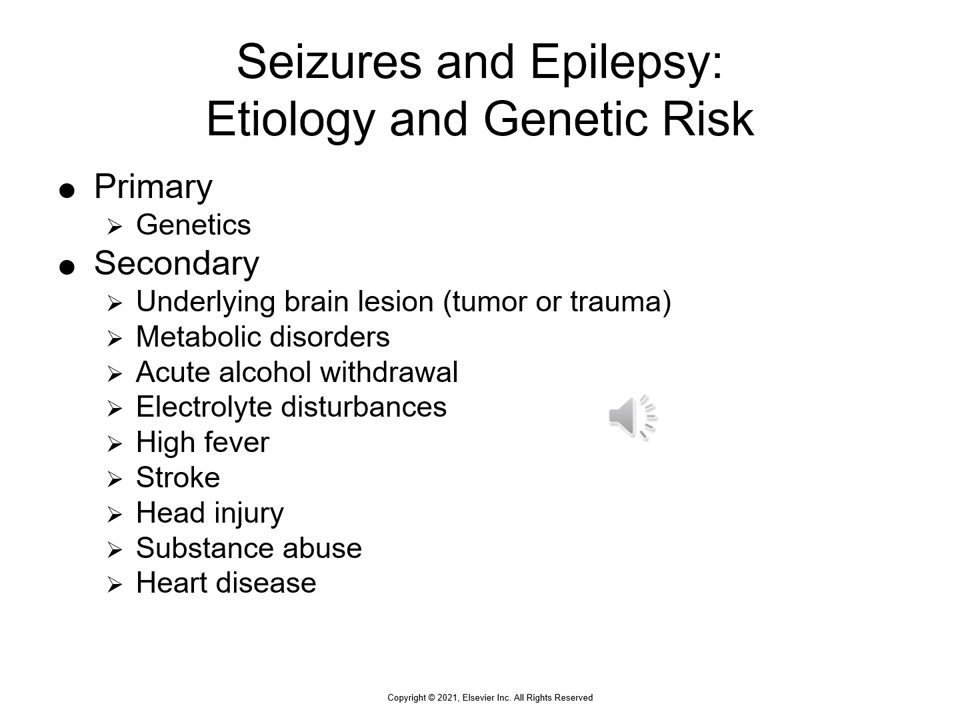 Seizures and Epilepsy:
Etiology and Genetic Risk
● Primary
➢ Genetics
● Secondary
➢ Underlying brain lesion (tumor or trauma)
➢ Metabolic disorders
➢ Acute alcohol withdrawal
➢ Electrolyte disturbances
➢ High fever
➢ Stroke
➢ Head injury
➢ Substance abuse
➢ Heart disease
Copyright © 2021, Elsevier Inc. All Rights Reserved